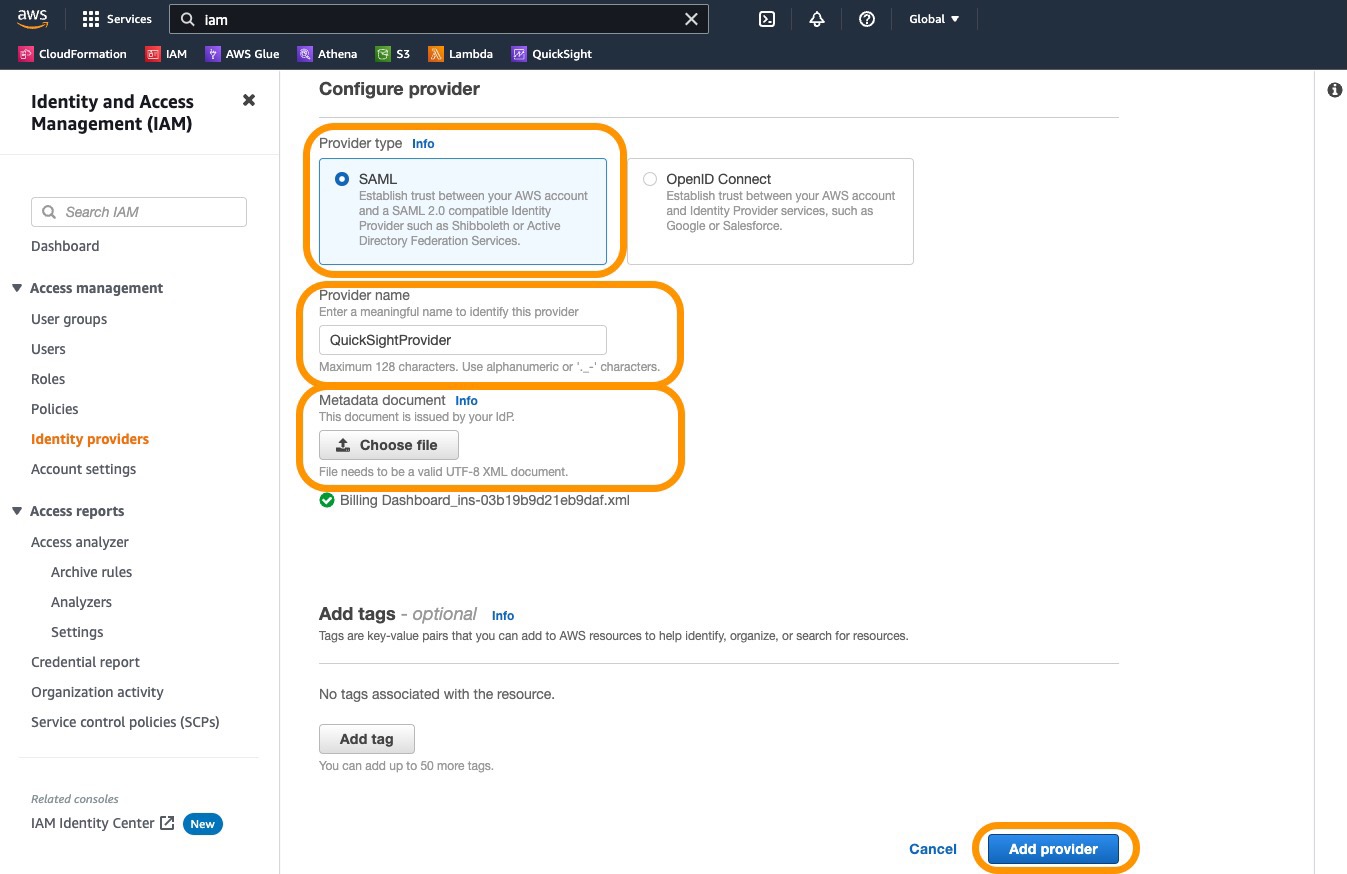 aws
Services
iam
Global
CloudFormation
IAM
AWS Glue
Athena
S3
Lambda
QuickSight
Identity and Access
Management (IAM)
Search IAM
Dashboard
Access management
User groups
Users
Roles
Policies
Identity providers
Account settings
Access reports
Access analyzer
Archive rules
Analyzers
Settings
Credential report
Organization activity
Service control policies (SCPs)
Related consoles
IAM Identity Center New
Configure provider
Provider type Info
SAML
Establish trust between your AWS account
and a SAML 2.0 compatible Identity
Provider such as Shibboleth or Active
Directory Federation Services.
OpenID Connect
Establish trust between your AWS account
and Identity Provider services, such as
Google or Salesforce.
Provider name
Enter a meaningful name to identify this provider
QuickSightProvider
Maximum 128 characters. Use alphanumeric or '._-' characters.
Metadata document Info
This document is issued by your IdP.
Choose file
File needs to be a valid UTF-8 XML document.
Billing Dashboard_ins-03b19b9d21eb9daf.xml
Add tags - optional Info
Tags are key-value pairs that you can add to AWS resources to help identify, organize, or search for resources.
No tags associated with the resource.
Add tag
You can add up to 50 more tags.
Cancel
Add provider